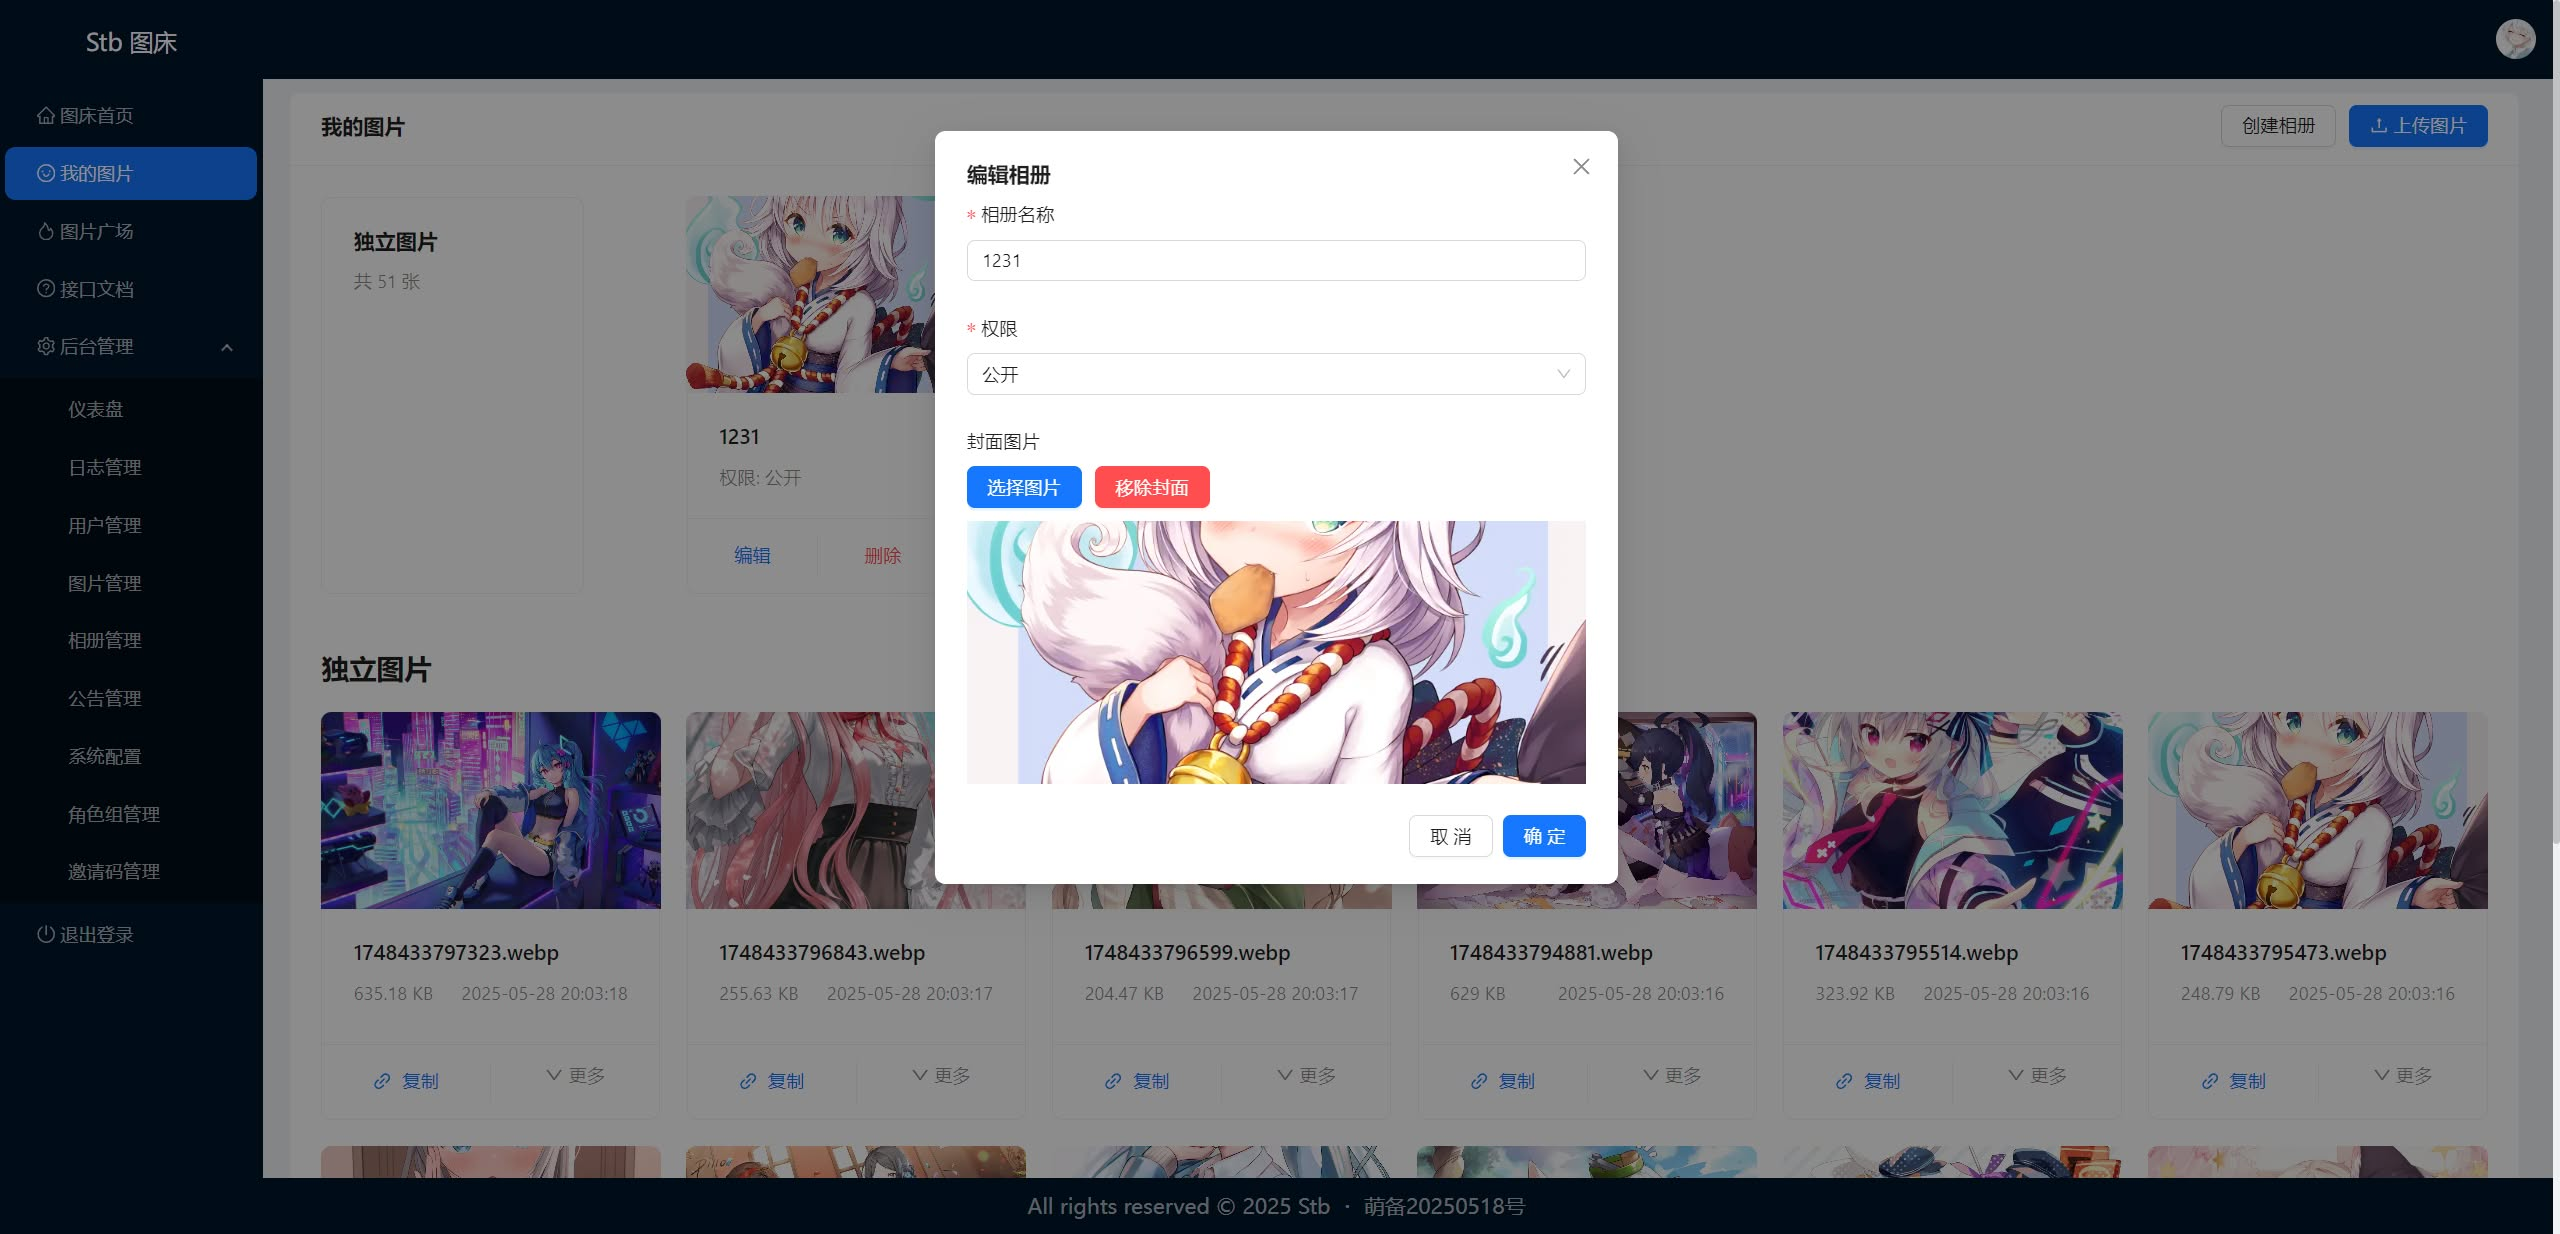 Stb 图床
图床首页
我的图片
图片广场
接口文档
后台管理
仪表盘
日志管理
用户管理
图片管理
相册管理
公告管理
系统配置
角色组管理
邀请码管理
退出登录
我的图片
创建相册
上传图片
独立图片
共 51 张
1231
权限: 公开
编辑
删除
编辑相册
* 相册名称
1231
* 权限
公开
封面图片
选择图片
移除封面
取 消
确 定
独立图片
1748433797323.webp
635.18 KB 2025-05-28 20:03:18
复制
更多
1748433796843.webp
255.63 KB 2025-05-28 20:03:17
复制
更多
1748433796599.webp
204.47 KB 2025-05-28 20:03:17
复制
更多
1748433794881.webp
629 KB 2025-05-28 20:03:16
复制
更多
1748433795514.webp
323.92 KB 2025-05-28 20:03:16
复制
更多
1748433795473.webp
248.79 KB 2025-05-28 20:03:16
复制
更多
All rights reserved © 2025 Stb · 萌备20250518号